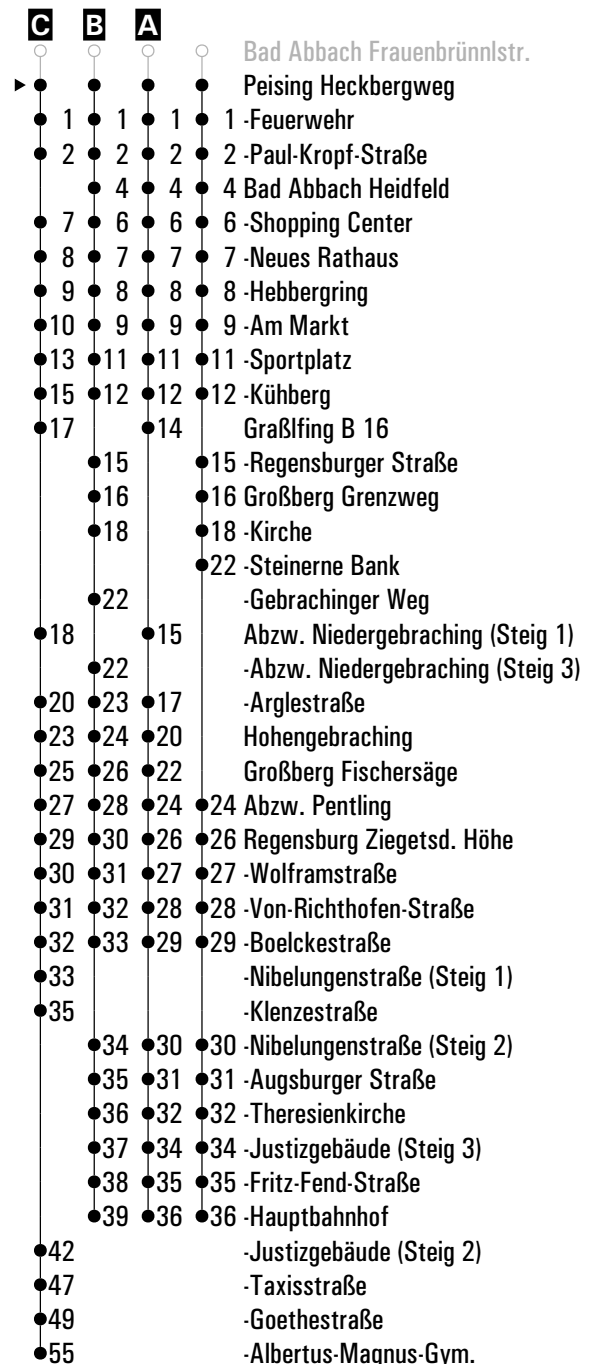 C B A
Bad Abbach Frauenbrünnlstr.
Peising Heckbergweg
1 1 1 1 -Feuerwehr
2 2 2 2 -Paul-Kropf-Straße
4 4 4 Bad Abbach Heidfeld
7 6 6 6 -Shopping Center
8 7 7 7 -Neues Rathaus
9 8 8 8 -Hebbergring
10 9 9 9 -Am Markt
13 11 11 11 -Sportplatz
15 12 12 12 -Kühberg
17 14 Graßlfing B 16
15 15 -Regensburger Straße
16 16 Großberg Grenzweg
18 18 -Kirche
22 -Steinerne Bank
22 -Gebrachinger Weg
18 15 Abzw. Niedergebraching (Steig 1)
22 -Abzw. Niedergebraching (Steig 3)
20 23 17 -Arglestraße
23 24 20 Hohengebraching
25 26 22 Großberg Fischersäge
27 28 24 24 Abzw. Pentling
29 30 26 26 Regensburg Ziegetsd. Höhe
30 31 27 27 -Wolframstraße
31 32 28 28 -Von-Richthofen-Straße
32 33 29 29 -Boelckestraße
33 -Nibelungenstraße (Steig 1)
35 -Klenzestraße
34 30 30 -Nibelungenstraße (Steig 2)
35 31 31 -Augsburger Straße
36 32 32 -Theresienkirche
37 34 34 -Justizgebäude (Steig 3)
38 35 35 -Fritz-Fend-Straße
39 36 36 -Hauptbahnhof
42 -Justizgebäude (Steig 2)
47 -Taxisstraße
49 -Goethestraße
55 -Albertus-Magnus-Gym.